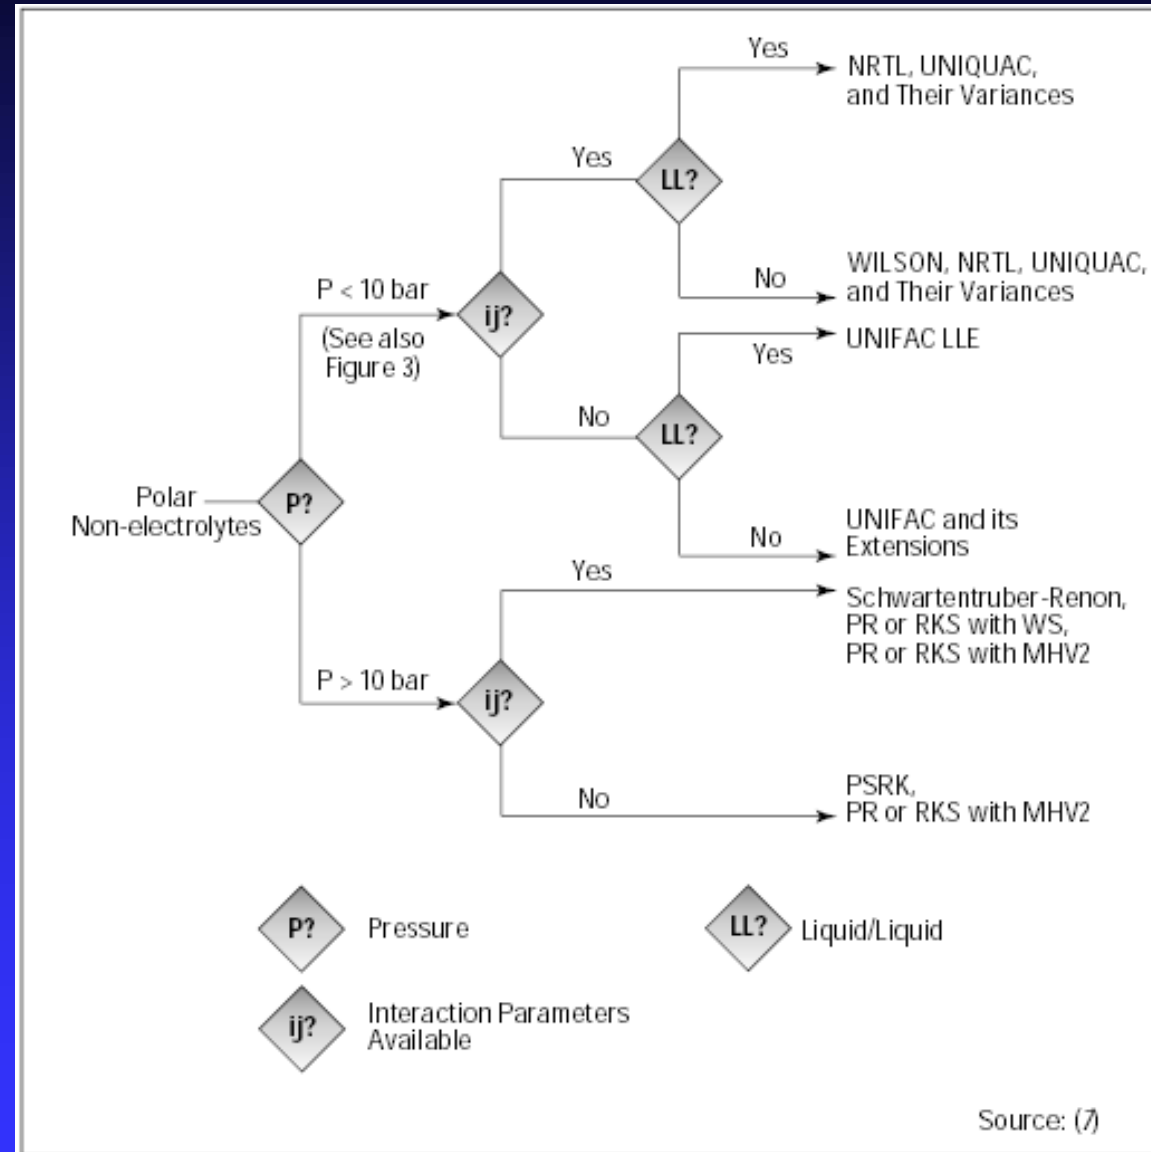 Yes
NRTL, UNIQUAC,
and Their Variances
Yes
LL?
No
WILSON, NRTL, UNIQUAC,
and Their Variances
P < 10 bar
(See also
Figure 3)
ij?
Yes
UNIFAC LLE
No
LL?
No
UNIFAC and its
Extensions
Polar
Non-electrolytes
P?
Yes
Schwartentruber-Renon,
PR or RKS with WS,
PR or RKS with MHV2
P > 10 bar
ij?
No
PSRK,
PR or RKS with MHV2
P?
Pressure
LL?
Liquid/Liquid
ij?
Interaction Parameters
Available
Source: (7)